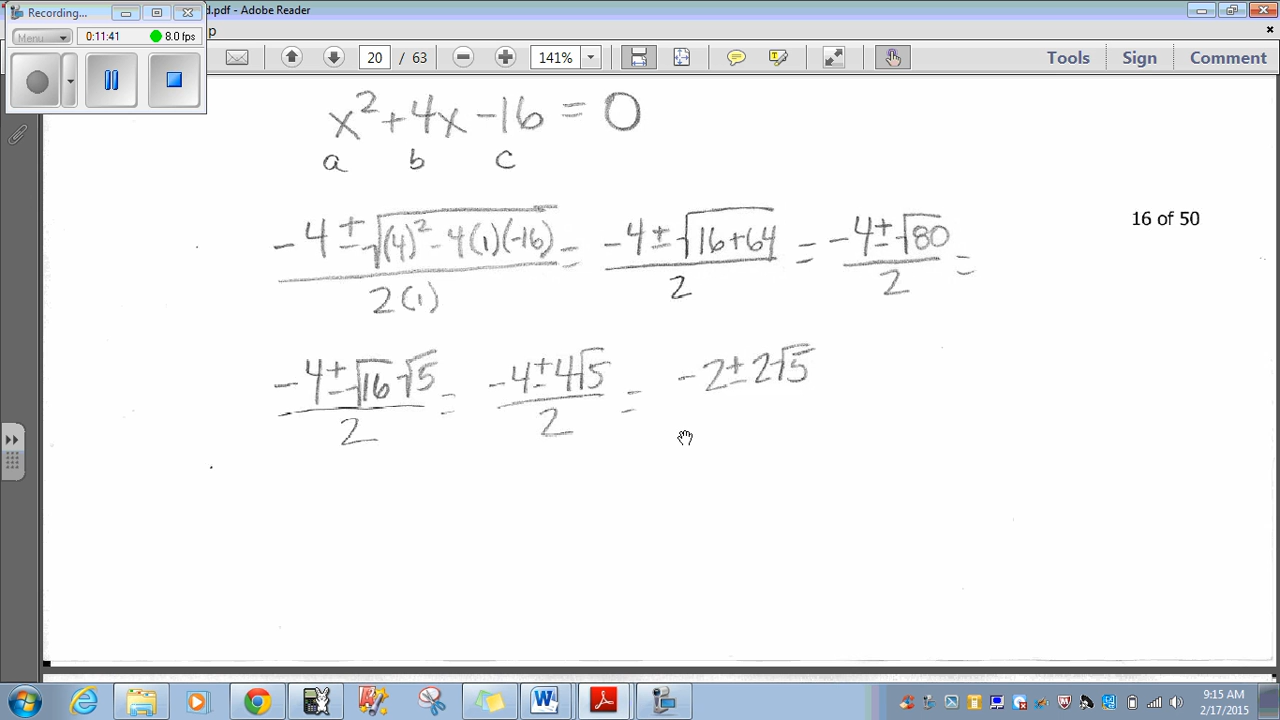 Recording... d.pdf - Adobe Reader
Menu 0:11:41 8.0 fps p
20 / 63 141% Tools Sign Comment
x² + 4x - 16 = 0
a b c
16 of 50
-4 ± √(4)² - 4(1)(-16) / 2(1) = -4 ± √16+64 / 2 = -4 ± √80 / 2 =
-4 ± √16 √5 / 2 = -4 ± 4√5 / 2 = -2 ± 2√5
9:15 AM
2/17/2015